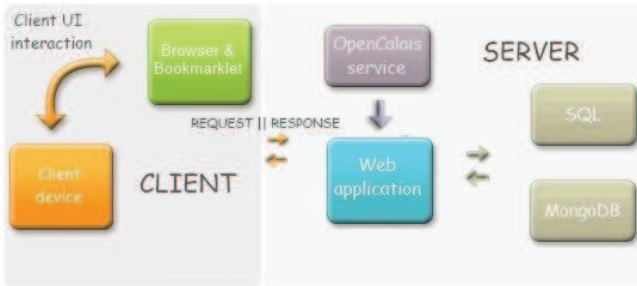 Client UI
interaction
Browser &
Bookmarklet
Client
device
CLIENT
REQUEST || RESPONSE
OpenCalais
service
Web
application
SERVER
SQL
MongoDB